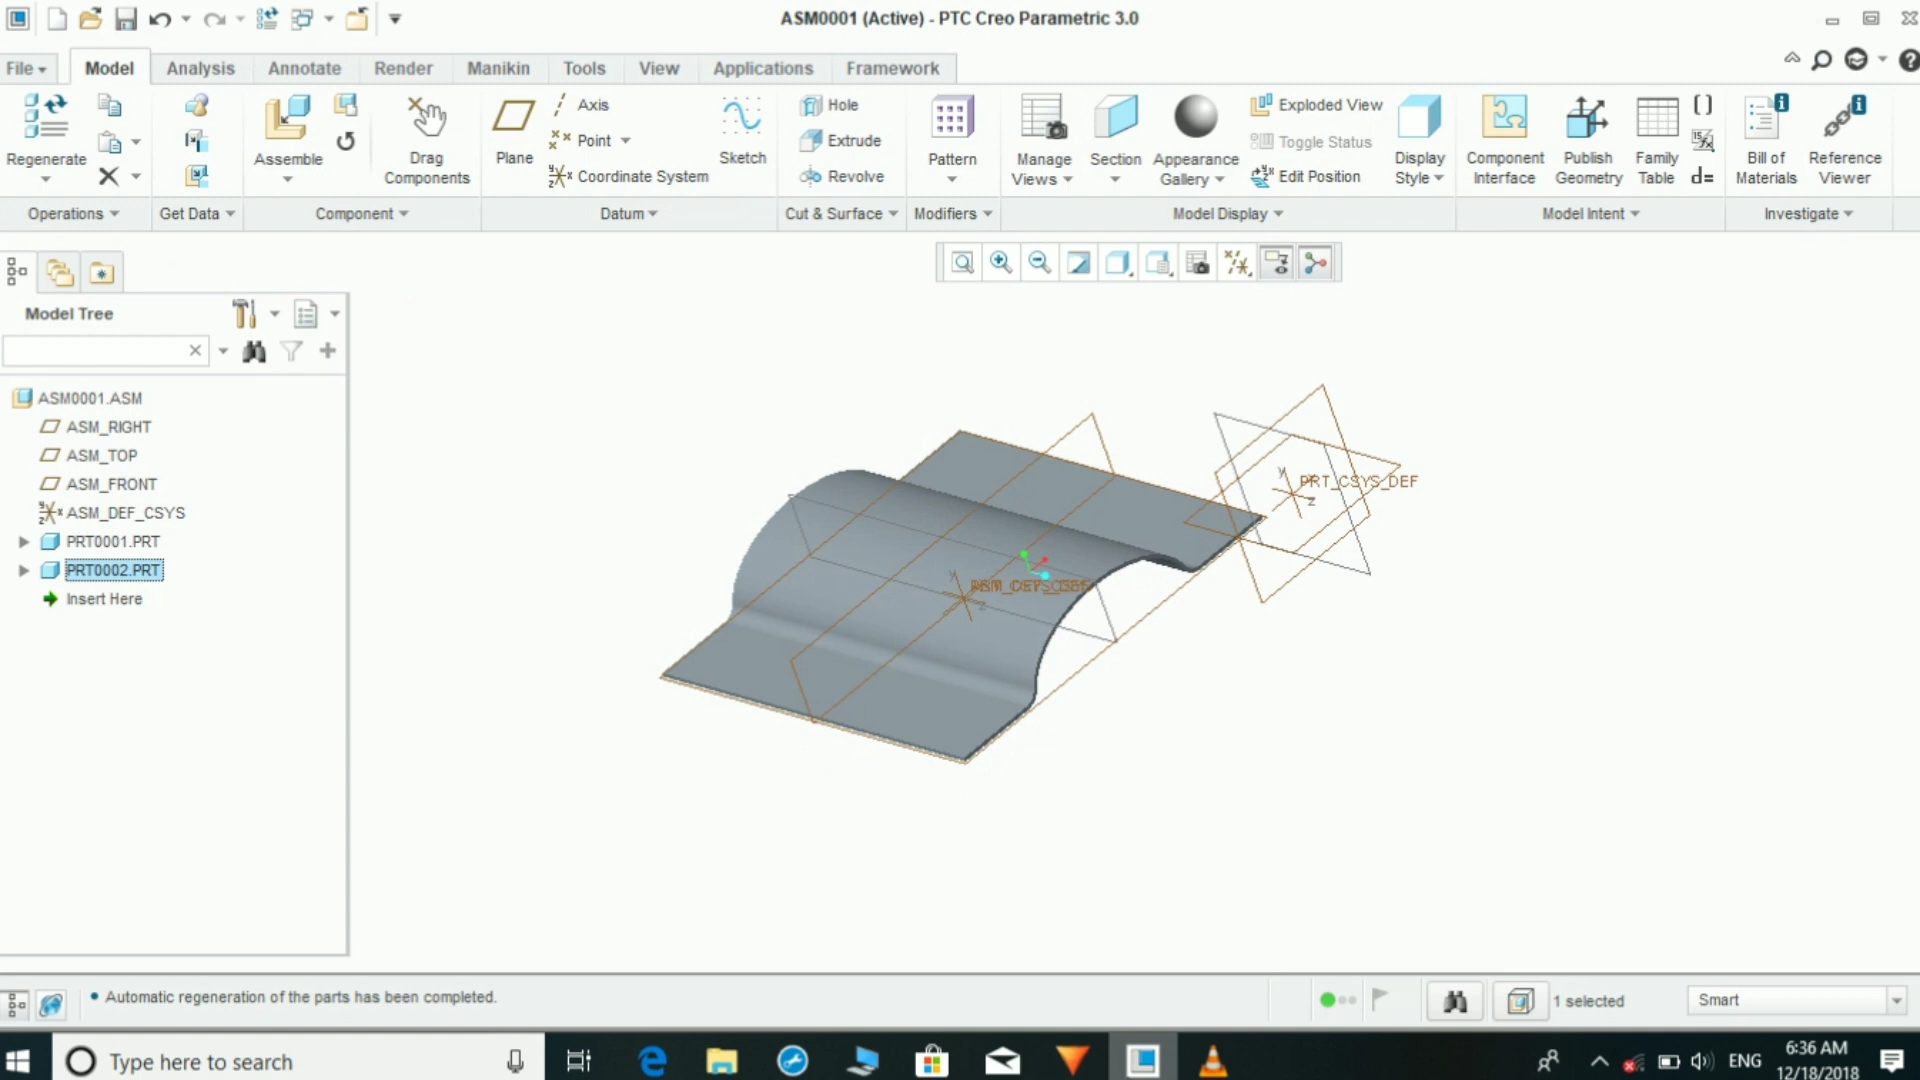 ASM0001 (Active) - PTC Creo Parametric 3.0
File Model Analysis Annotate Render Manikin Tools View Applications Framework
Regenerate
Assemble
Drag Components
Plane
Axis
Point
Coordinate System
Sketch
Hole
Extrude
Revolve
Pattern
Manage Views
Section
Appearance Gallery
Exploded View
Toggle Status
Edit Position
Display Style
Component Interface
Publish Geometry
Family Table
d=
Bill of Materials
Reference Viewer
Operations Get Data Component Datum Cut & Surface Modifiers Model Display Model Intent Investigate
Model Tree
ASM0001.ASM
ASM_RIGHT
ASM_TOP
ASM_FRONT
ASM_DEF_CSYS
PRT0001.PRT
PRT0002.PRT
Insert Here
PRT_CSYS_DEF
Automatic regeneration of the parts has been completed.
1 selected
Smart
Type here to search
ENG
6:36 AM
12/18/2018